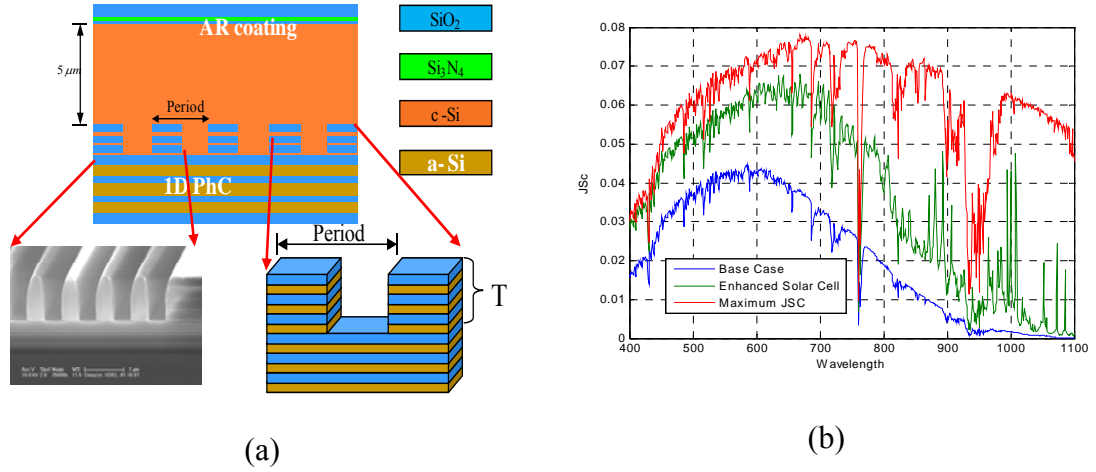 AR coating
5 μm
Period
1D PhC
SiO2
Si3N4
c-Si
a-Si
Period
T
1 μm
(a)
0.08
0.07
0.06
0.05
0.04
0.03
0.02
0.01
0
JSc
400 500 600 700 800 900 1000 1100
Wavelength
Base Case
Enhanced Solar Cell
Maximum JSC
(b)